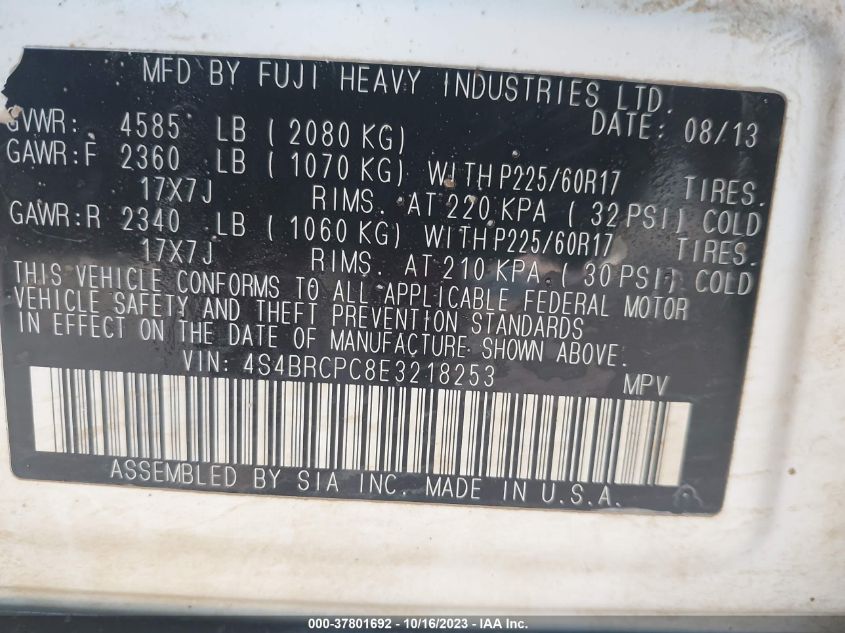 MFD BY FUJI HEAVY INDUSTRIES LTD.
DATE: 08/13
GVWR: 4585 LB (2080 KG)
GAWR:F 2360 LB (1070 KG) WITH P225/60R17 TIRES.
17X7J RIMS. AT 220 KPA (32 PSI) COLD
GAWR:R 2340 LB (1060 KG) WITH P225/60R17 TIRES.
17X7J RIMS. AT 210 KPA (30 PSI) COLD
THIS VEHICLE CONFORMS TO ALL APPLICABLE FEDERAL MOTOR
VEHICLE SAFETY AND THEFT PREVENTION STANDARDS
IN EFFECT ON THE DATE OF MANUFACTURE SHOWN ABOVE.
VIN: 4S4BRCPC8E3218253 MPV
ASSEMBLED BY SIA INC. MADE IN U.S.A.
000-37801692 - 10/16/2023 - IAA Inc.